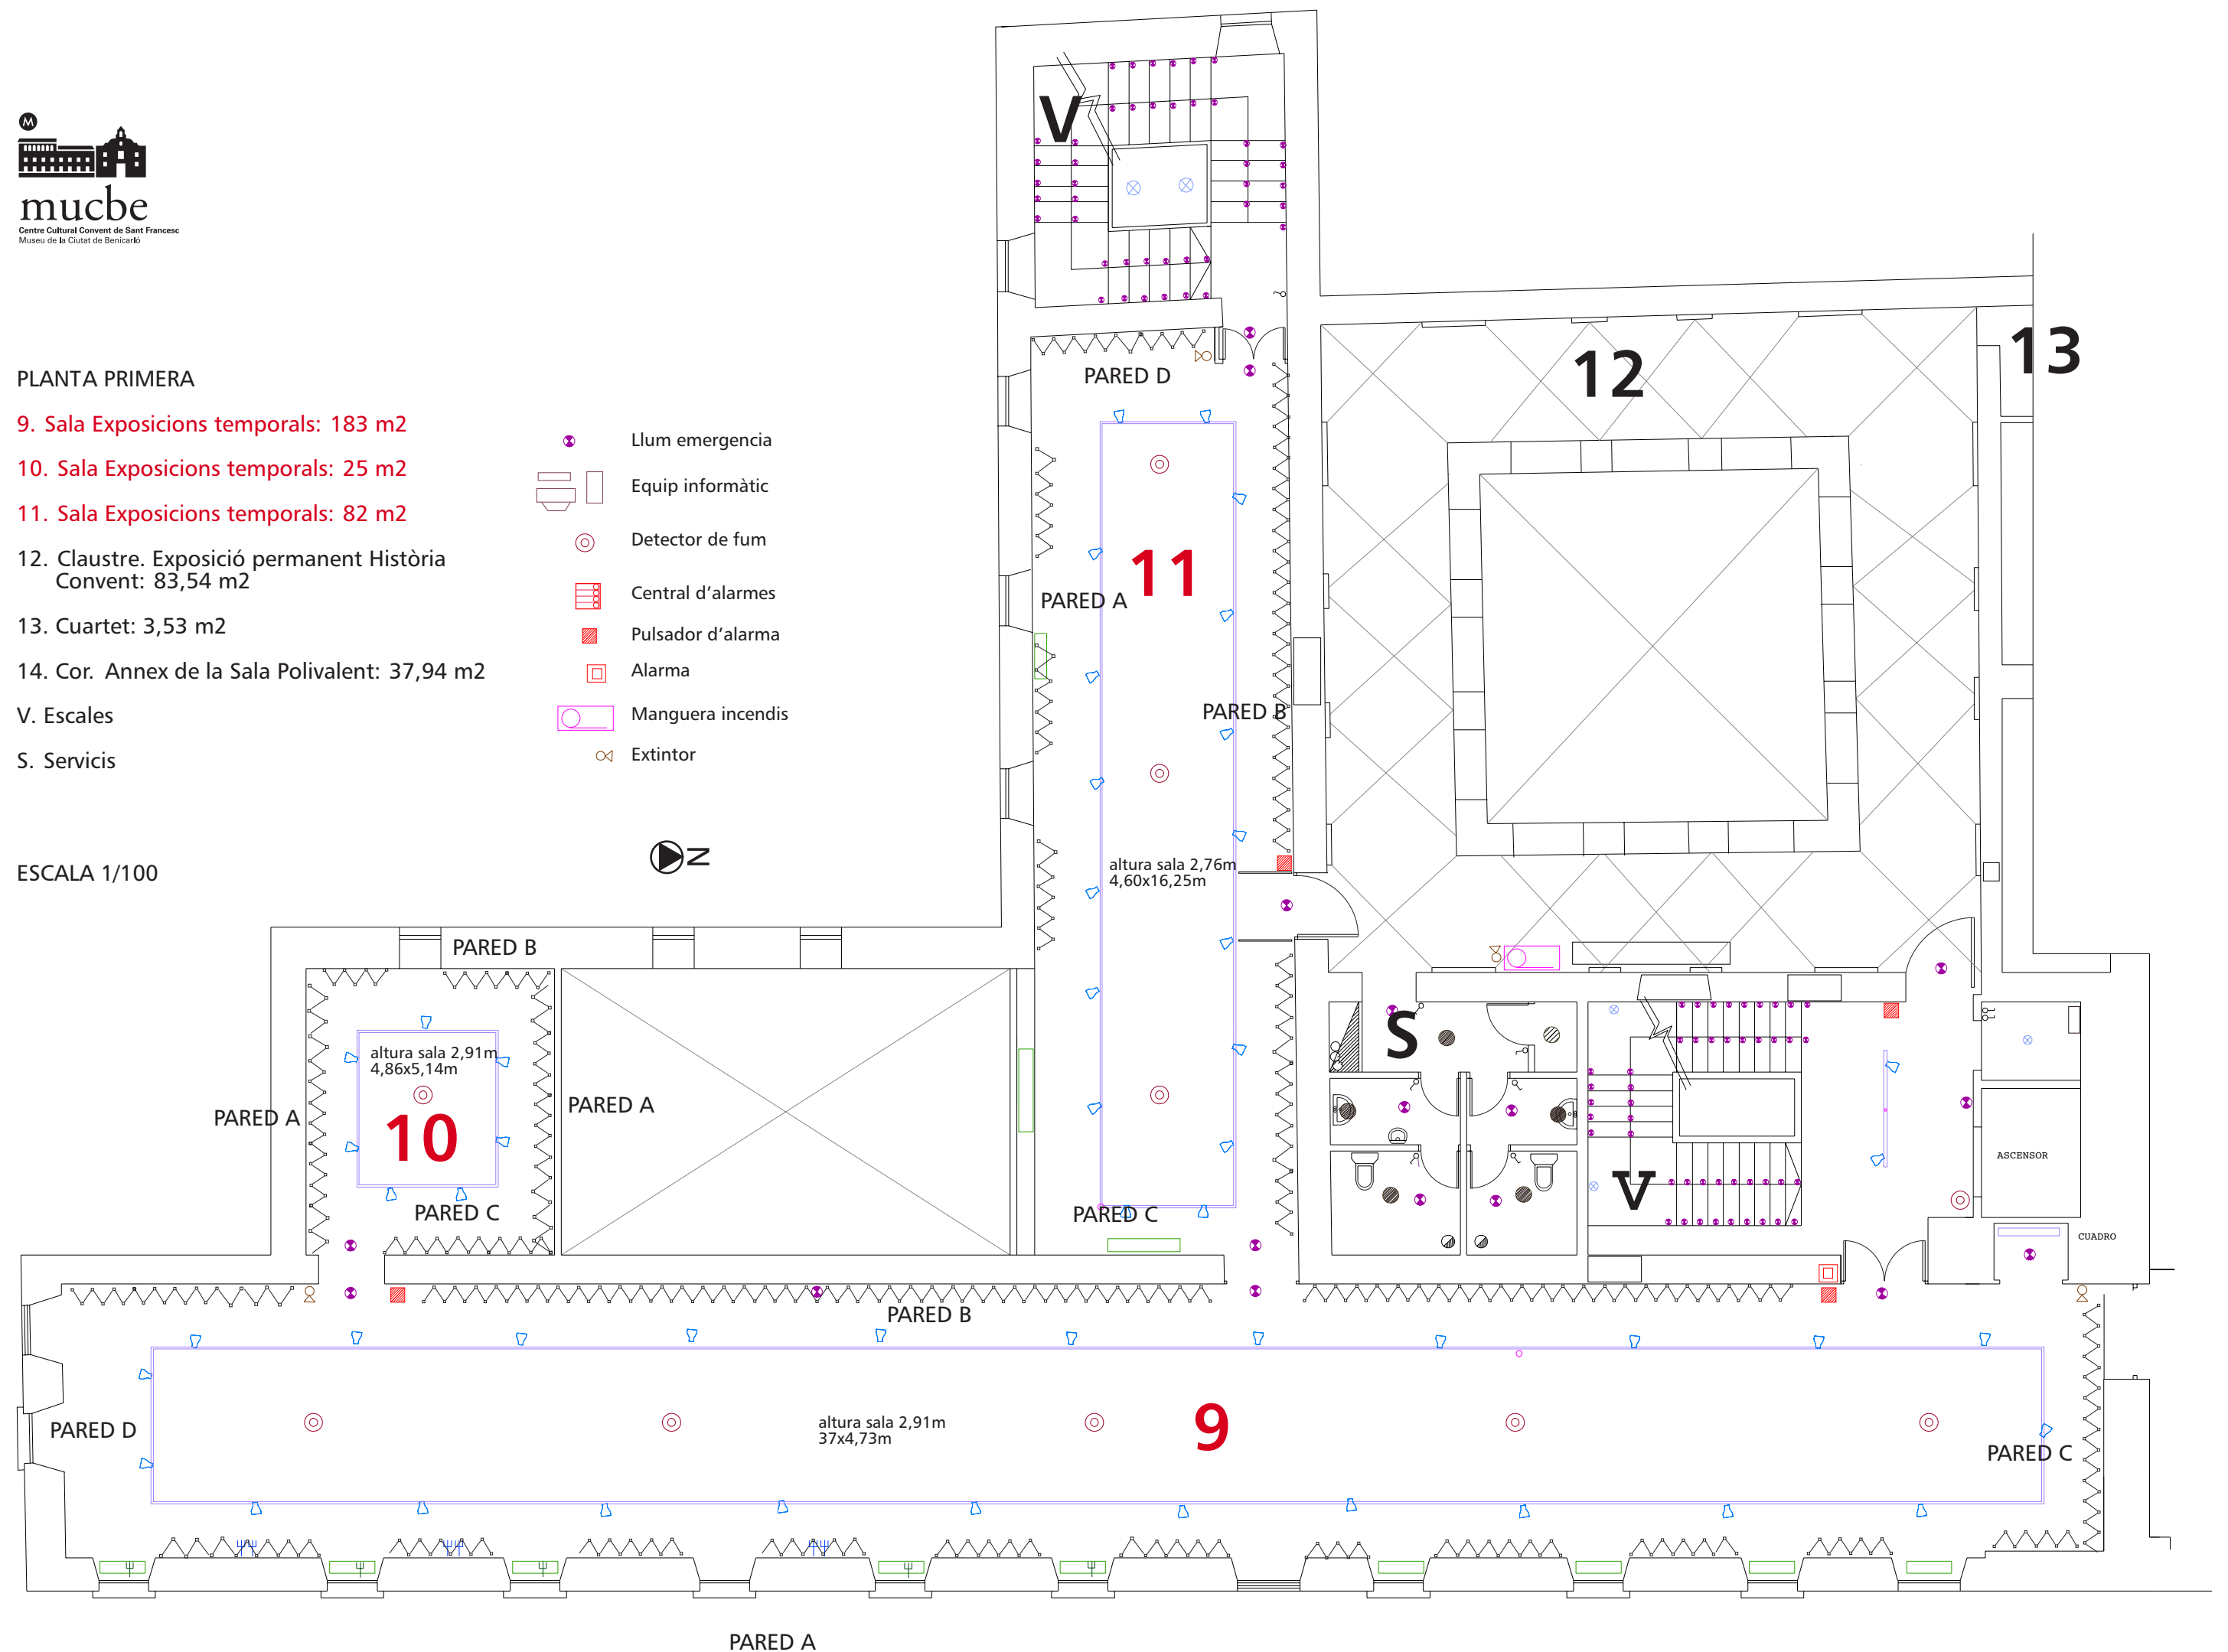 M
mucbe
Centre Cultural Convent de Sant Francesc
Museu de la Ciutat de Benicarló
PLANTA PRIMERA
9. Sala Exposicions temporals: 183 m2
10. Sala Exposicions temporals: 25 m2
11. Sala Exposicions temporals: 82 m2
12. Claustre. Exposició permanent Història
Convent: 83,54 m2
13. Cuartet: 3,53 m2
14. Cor. Annex de la Sala Polivalent: 37,94 m2
V. Escales
S. Servicis
ESCALA 1/100
Llum emergencia
Equip informàtic
Detector de fum
Central d'alarmes
Pulsador d'alarma
Alarma
Manguera incendis
Extintor
N
V
PARED D
11
PARED A
PARED B
altura sala 2,76m
4,60x16,25m
PARED C
12
13
PARED B
altura sala 2,91m
4,86x5,14m
PARED A
10
PARED A
PARED C
S
V
ASCENSOR
CUADRO
PARED B
PARED D
altura sala 2,91m
37x4,73m
9
PARED C
PARED A